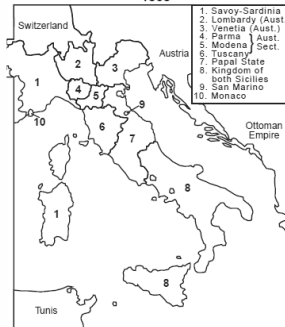 Switzerland
Austria
Ottoman
Empire
Tunis
1. Savoy-Sardinia
2. Lombardy (Aust.
3. Venetia (Aust.)
4. Parma } Aust.
5. Modena } Sect.
6. Tuscany
7. Papal State
8. Kingdom of
both Sicillies
9. San Marino
10. Monaco
1
2
3
4
5
6
7
8
9
10
1
8